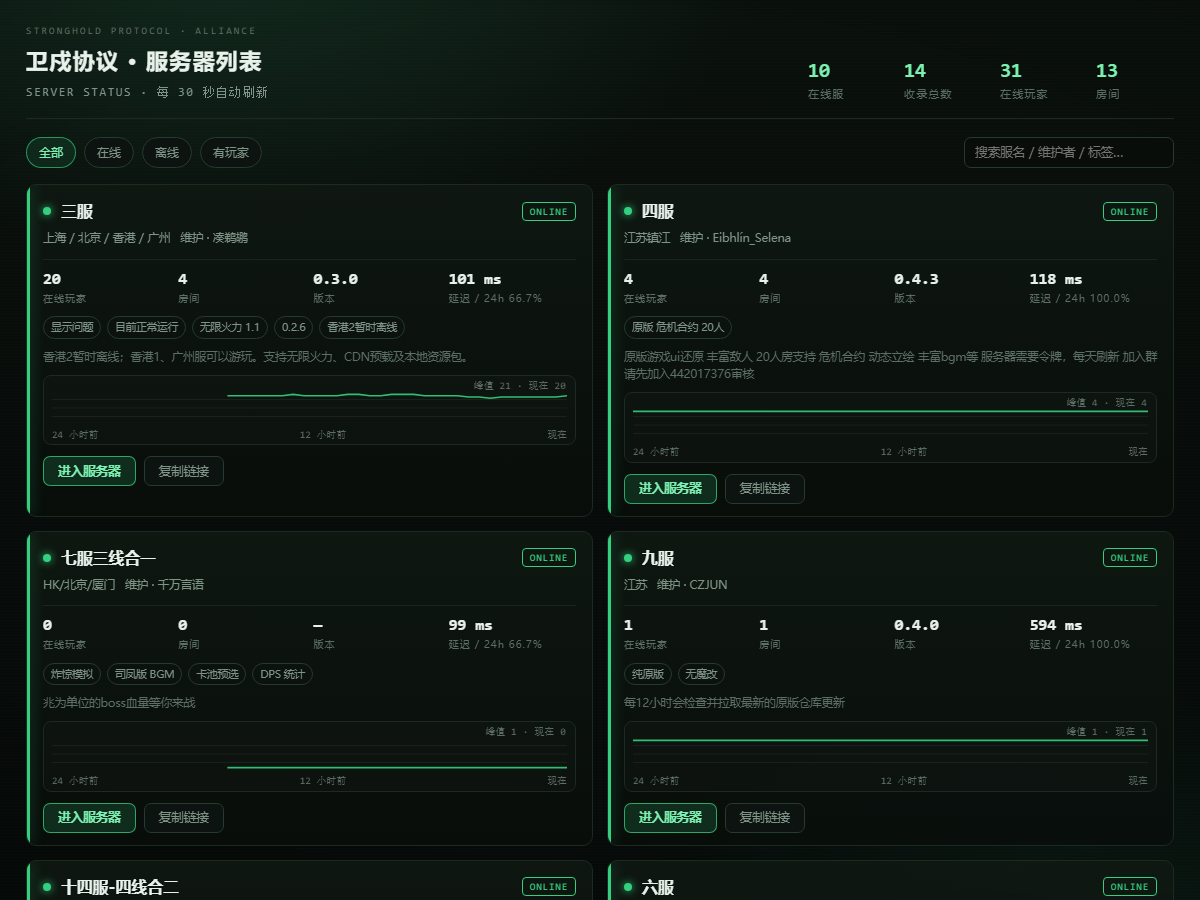 STRONGHOLD PROTOCOL · ALLIANCE
卫戍协议 • 服务器列表
SERVER STATUS · 每 30 秒自动刷新
10 14 31 13
在线服 收录总数 在线玩家 房间
全部 在线 离线 有玩家
搜索服名 / 维护者 / 标签...
三服 ONLINE
上海 / 北京 / 香港 / 广州 维护 · 凑鹈鹕
20 4 0.3.0 101 ms
在线玩家 房间 版本 延迟 / 24h 66.7%
显示问题 目前正常运行 无限火力 1.1 0.2.6 香港2暂时离线
香港2暂时离线；香港1、广州服可以游玩。支持无限火力、CDN预载及本地资源包。
峰值 21 · 现在 20
24 小时前 12 小时前 现在
进入服务器 复制链接
四服 ONLINE
江苏镇江 维护 · Eibhlín_Selena
4 4 0.4.3 118 ms
在线玩家 房间 版本 延迟 / 24h 100.0%
原版 危机合约 20人
原版游戏ui还原 丰富敌人 20人房支持 危机合约 动态立绘 丰富bgm等 服务器需要令牌，每天刷新 加入群
请先加入442017376审核
峰值 4 · 现在 4
24 小时前 12 小时前 现在
进入服务器 复制链接
七服三线合一 ONLINE
HK/北京/厦门 维护 · 千万言语
0 0 — 99 ms
在线玩家 房间 版本 延迟 / 24h 66.7%
炸惊模拟 司凤版 BGM 卡池预选 DPS 统计
兆为单位的boss血量等你来战
峰值 1 · 现在 0
24 小时前 12 小时前 现在
进入服务器 复制链接
九服 ONLINE
江苏 维护 · CZJUN
1 1 0.4.0 594 ms
在线玩家 房间 版本 延迟 / 24h 100.0%
纯原版 无魔改
每12小时会检查并拉取最新的原版仓库更新
峰值 1 · 现在 1
24 小时前 12 小时前 现在
进入服务器 复制链接
十四服-四线合二 ONLINE
六服 ONLINE